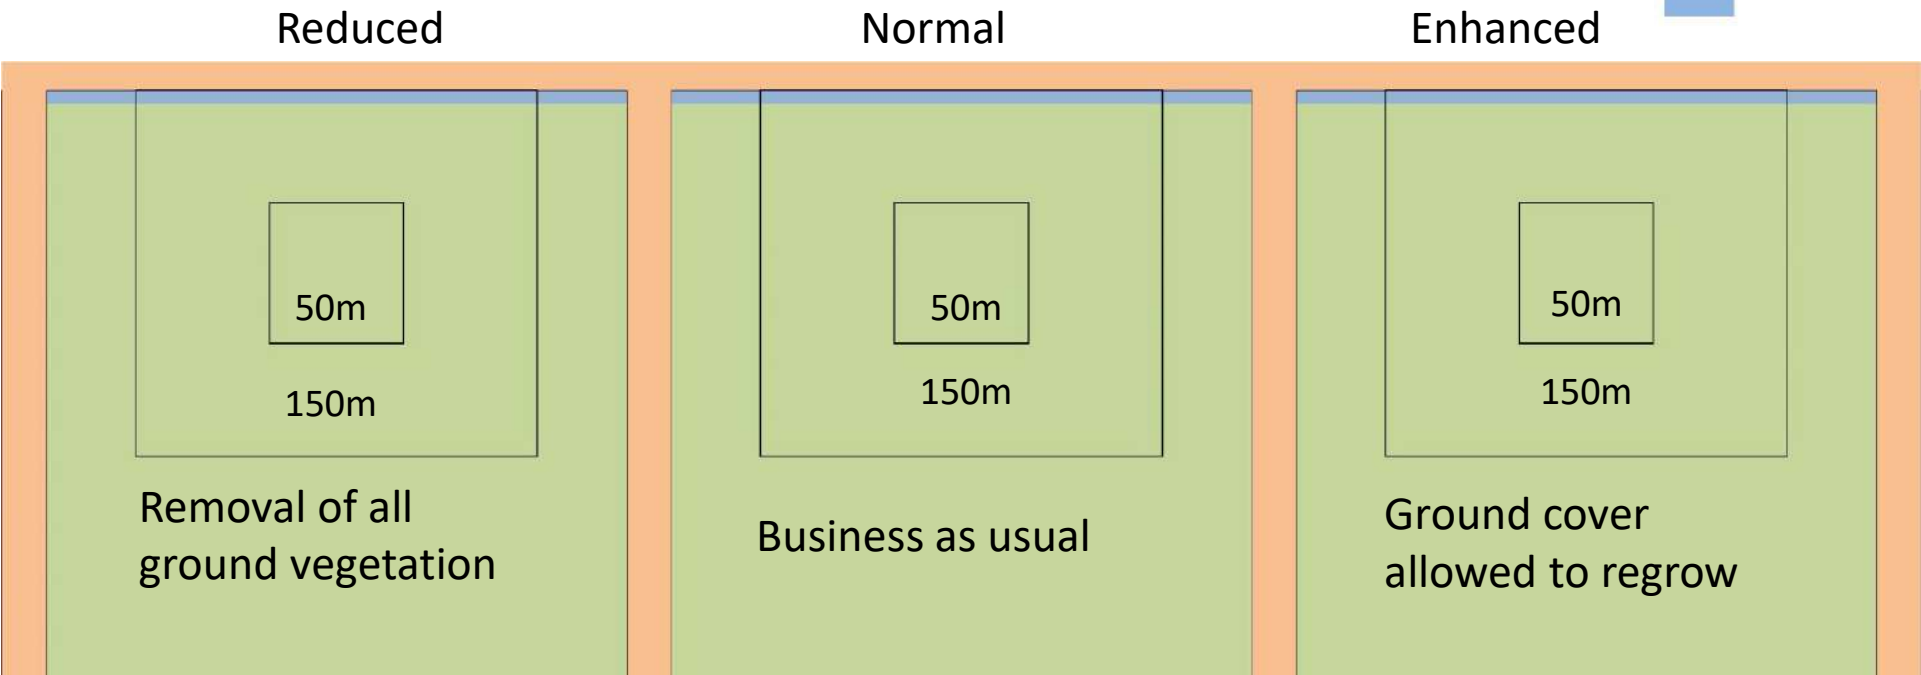 Reduced
Normal
Enhanced
50m
150m
Removal of all
ground vegetation
50m
150m
Business as usual
50m
150m
Ground cover
allowed to regrow